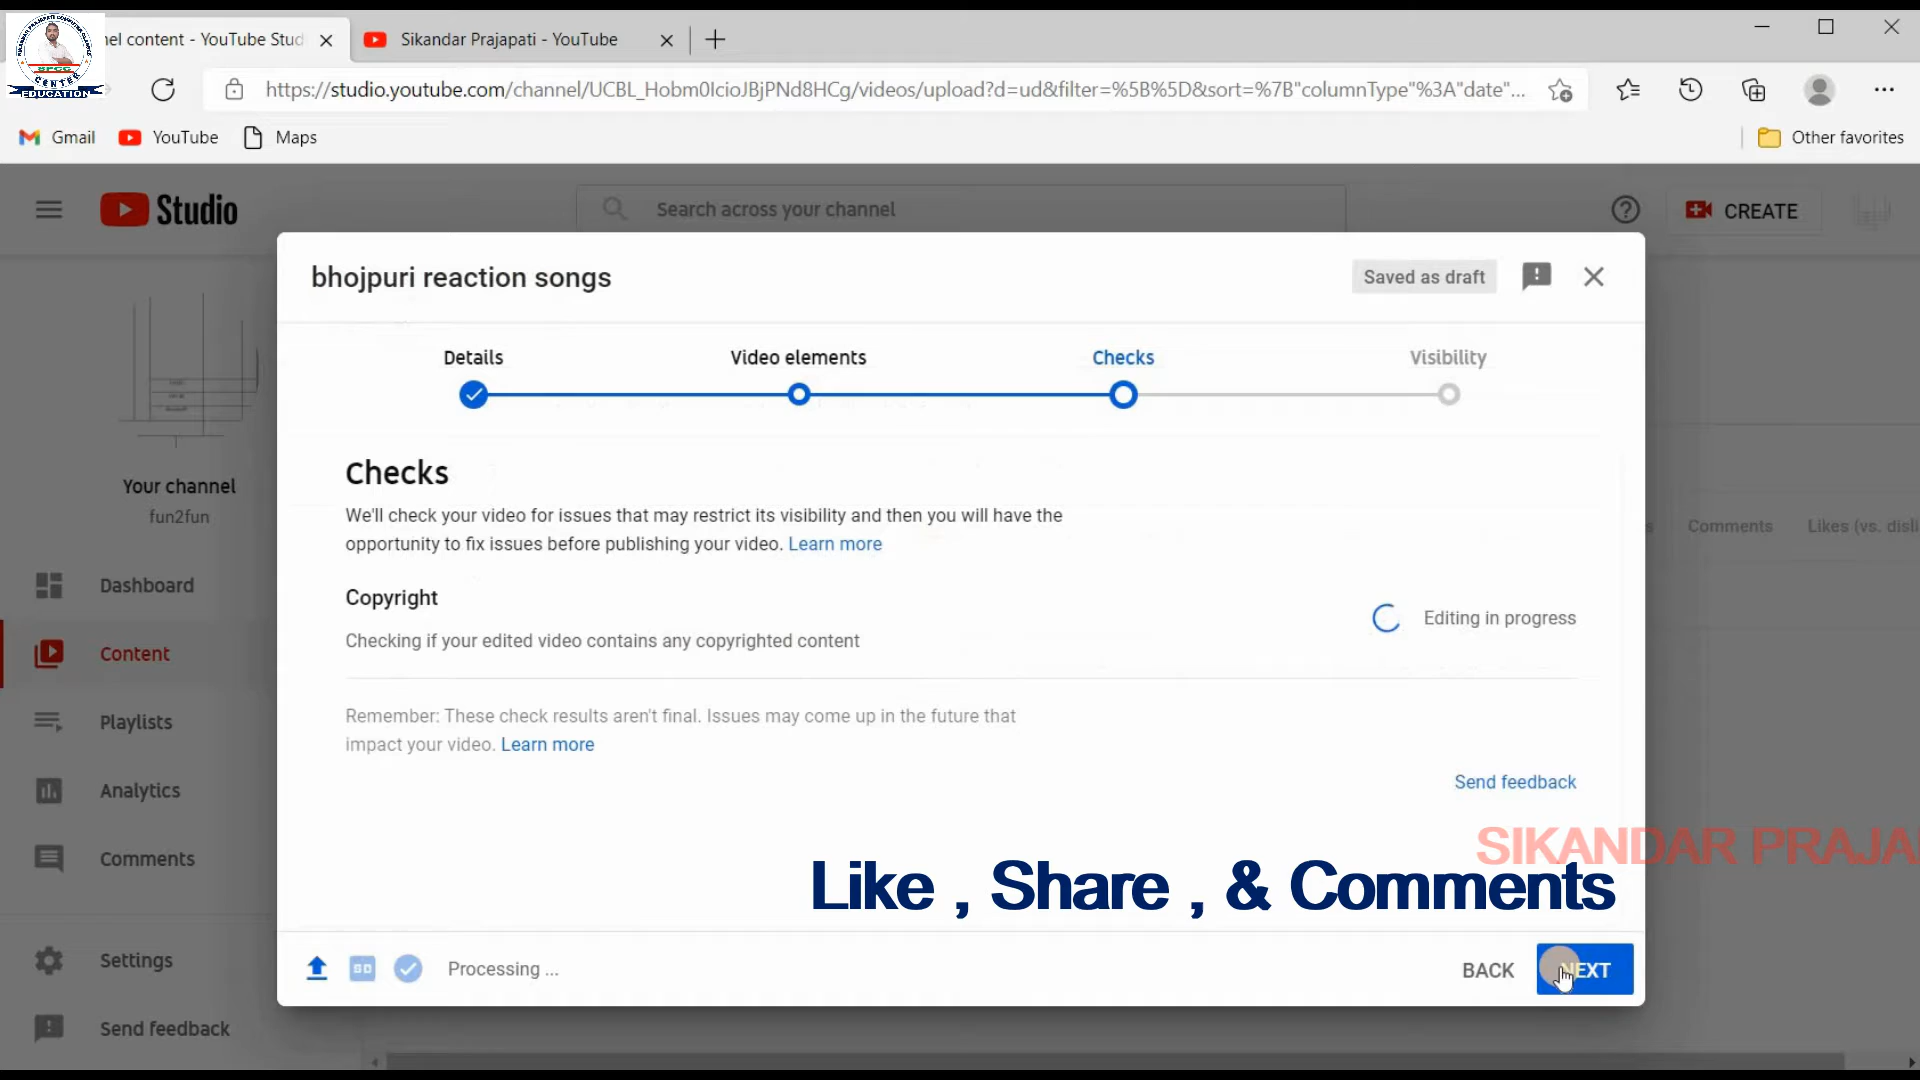 nel content - YouTube Stud
Sikandar Prajapati - YouTube
CENTER
EDUCATION
https://studio.youtube.com/channel/UCBL_Hobm0IcioJBjPNd8HCg/videos/upload?d=ud&filter=%5B%5D&sort=%7B"columnType"%3A"date"...
Gmail
YouTube
Maps
Other favorites
Studio
Search across your channel
CREATE
bhojpuri reaction songs
Saved as draft
Details
Video elements
Checks
Visibility
Checks
We'll check your video for issues that may restrict its visibility and then you will have the
opportunity to fix issues before publishing your video. Learn more
Copyright
Checking if your edited video contains any copyrighted content
Editing in progress
Remember: These check results aren't final. Issues may come up in the future that
impact your video. Learn more
Send feedback
Your channel
fun2fun
Dashboard
Content
Playlists
Analytics
Comments
Settings
Send feedback
s
Comments
Likes (vs. disli
SIKANDAR PRAJA
Like , Share , & Comments
SD
Processing ...
BACK
NEXT